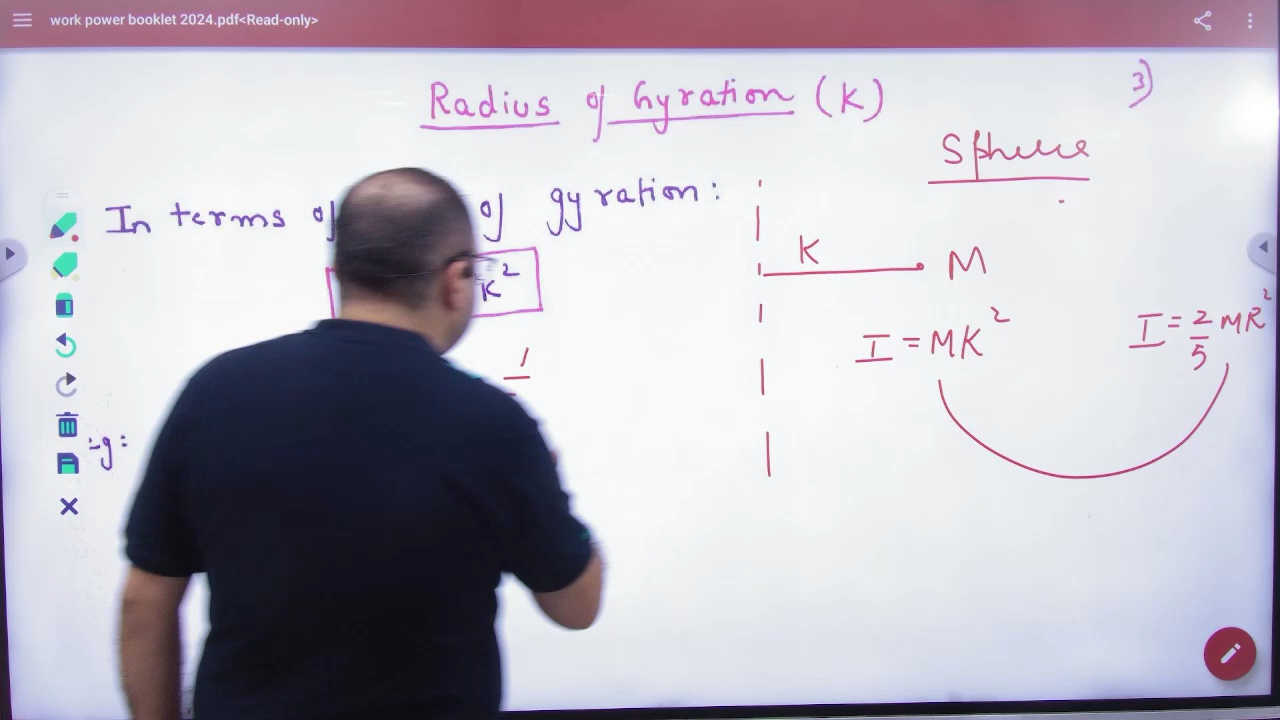 work power booklet 2024.pdf<Read-only>
Radius of Gyration (K)
3)
Sphere
In terms of of gyration:
K²
K
M
I = MK²
I = 2/5 MR²